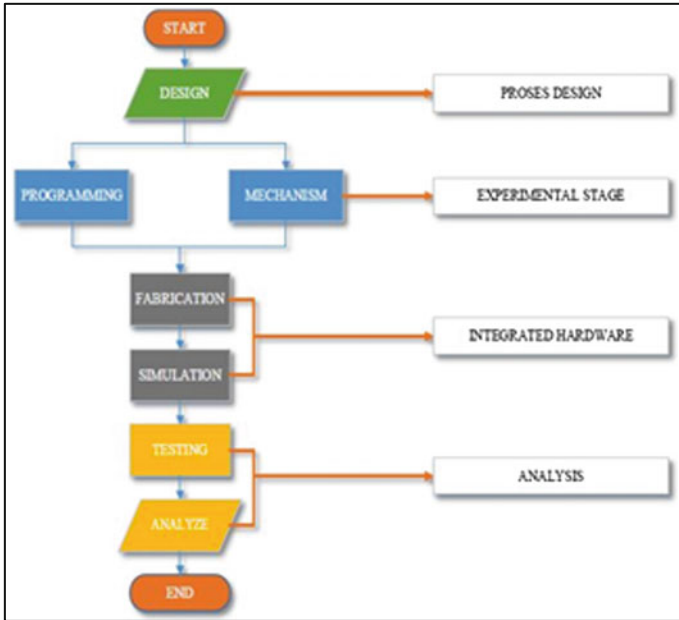 START
DESIGN
PROSES DESIGN
PROGRAMMING
MECHANISM
EXPERIMENTAL STAGE
FABRICATION
INTEGRATED HARDWARE
SIMULATION
TESTING
ANALYSIS
ANALYZE
END